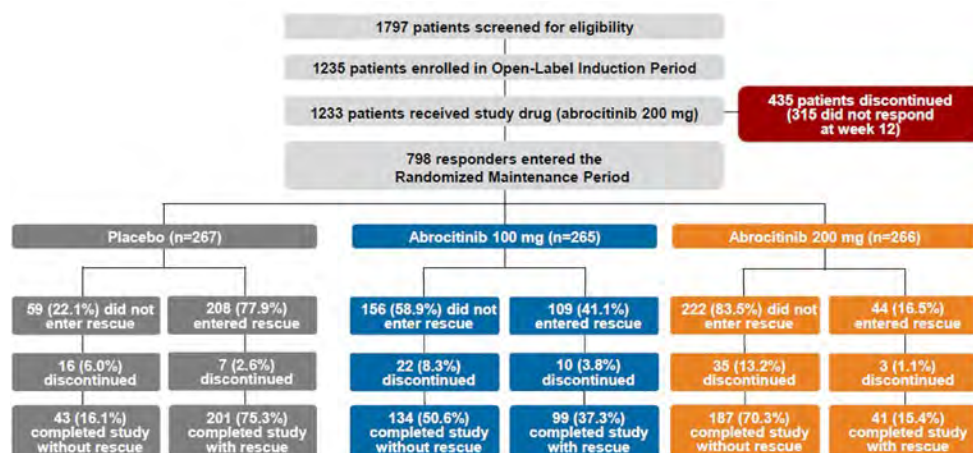 1797 patients screened for eligibility
1235 patients enrolled in Open-Label Induction Period
1233 patients received study drug (abrocitinib 200 mg)
435 patients discontinued
(315 did not respond
at week 12)
798 responders entered the
Randomized Maintenance Period
Placebo (n=267)
Abrocitinib 100 mg (n=265)
Abrocitinib 200 mg (n=266)
59 (22.1%) did not
enter rescue
208 (77.9%)
entered rescue
156 (58.9%) did not
enter rescue
109 (41.1%)
entered rescue
222 (83.5%) did not
enter rescue
44 (16.5%)
entered rescue
16 (6.0%)
discontinued
7 (2.6%)
discontinued
22 (8.3%)
discontinued
10 (3.8%)
discontinued
35 (13.2%)
discontinued
3 (1.1%)
discontinued
43 (16.1%)
completed study
without rescue
201 (75.3%)
completed study
with rescue
134 (50.6%)
completed study
without rescue
99 (37.3%)
completed study
with rescue
187 (70.3%)
completed study
without rescue
41 (15.4%)
completed study
with rescue